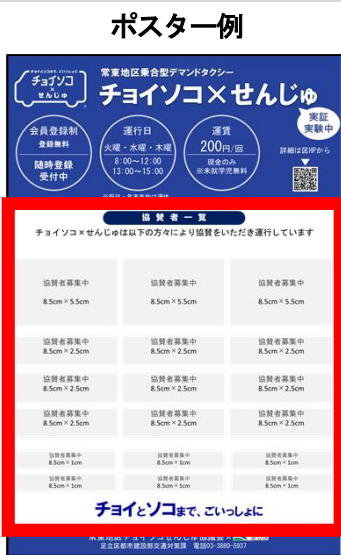 ポスター例
チョイソコ
×
せんじゅ
常東地区乗合型デマンドタクシー
チョイソコ×せんじゅ
実証
実験中
会員登録制
登録無料
随時登録
受付中
運行日
火曜・水曜・木曜
8:00~12:00
13:00~15:00
運賃
200円/回
現金のみ
※未就学児無料
詳細は区HPから
協賛者一覧
チョイソコ×せんじゅは以下の方々により協賛をいただき運行しています
協賛者募集中 協賛者募集中 協賛者募集中
8.5cm×5.5cm 8.5cm×5.5cm 8.5cm×5.5cm
協賛者募集中 協賛者募集中 協賛者募集中
8.5cm×2.5cm 8.5cm×2.5cm 8.5cm×2.5cm
協賛者募集中 協賛者募集中 協賛者募集中
8.5cm×2.5cm 8.5cm×2.5cm 8.5cm×2.5cm
協賛者募集中 協賛者募集中 協賛者募集中
8.5cm×2.5cm 8.5cm×2.5cm 8.5cm×2.5cm
協賛者募集中 協賛者募集中 協賛者募集中
8.5cm×1cm 8.5cm×1cm 8.5cm×1cm
協賛者募集中 協賛者募集中 協賛者募集中
8.5cm×1cm 8.5cm×1cm 8.5cm×1cm
チョイとソコまで、ごいっしょに
足立区都市建設部交通対策課 電話03-3880-5937